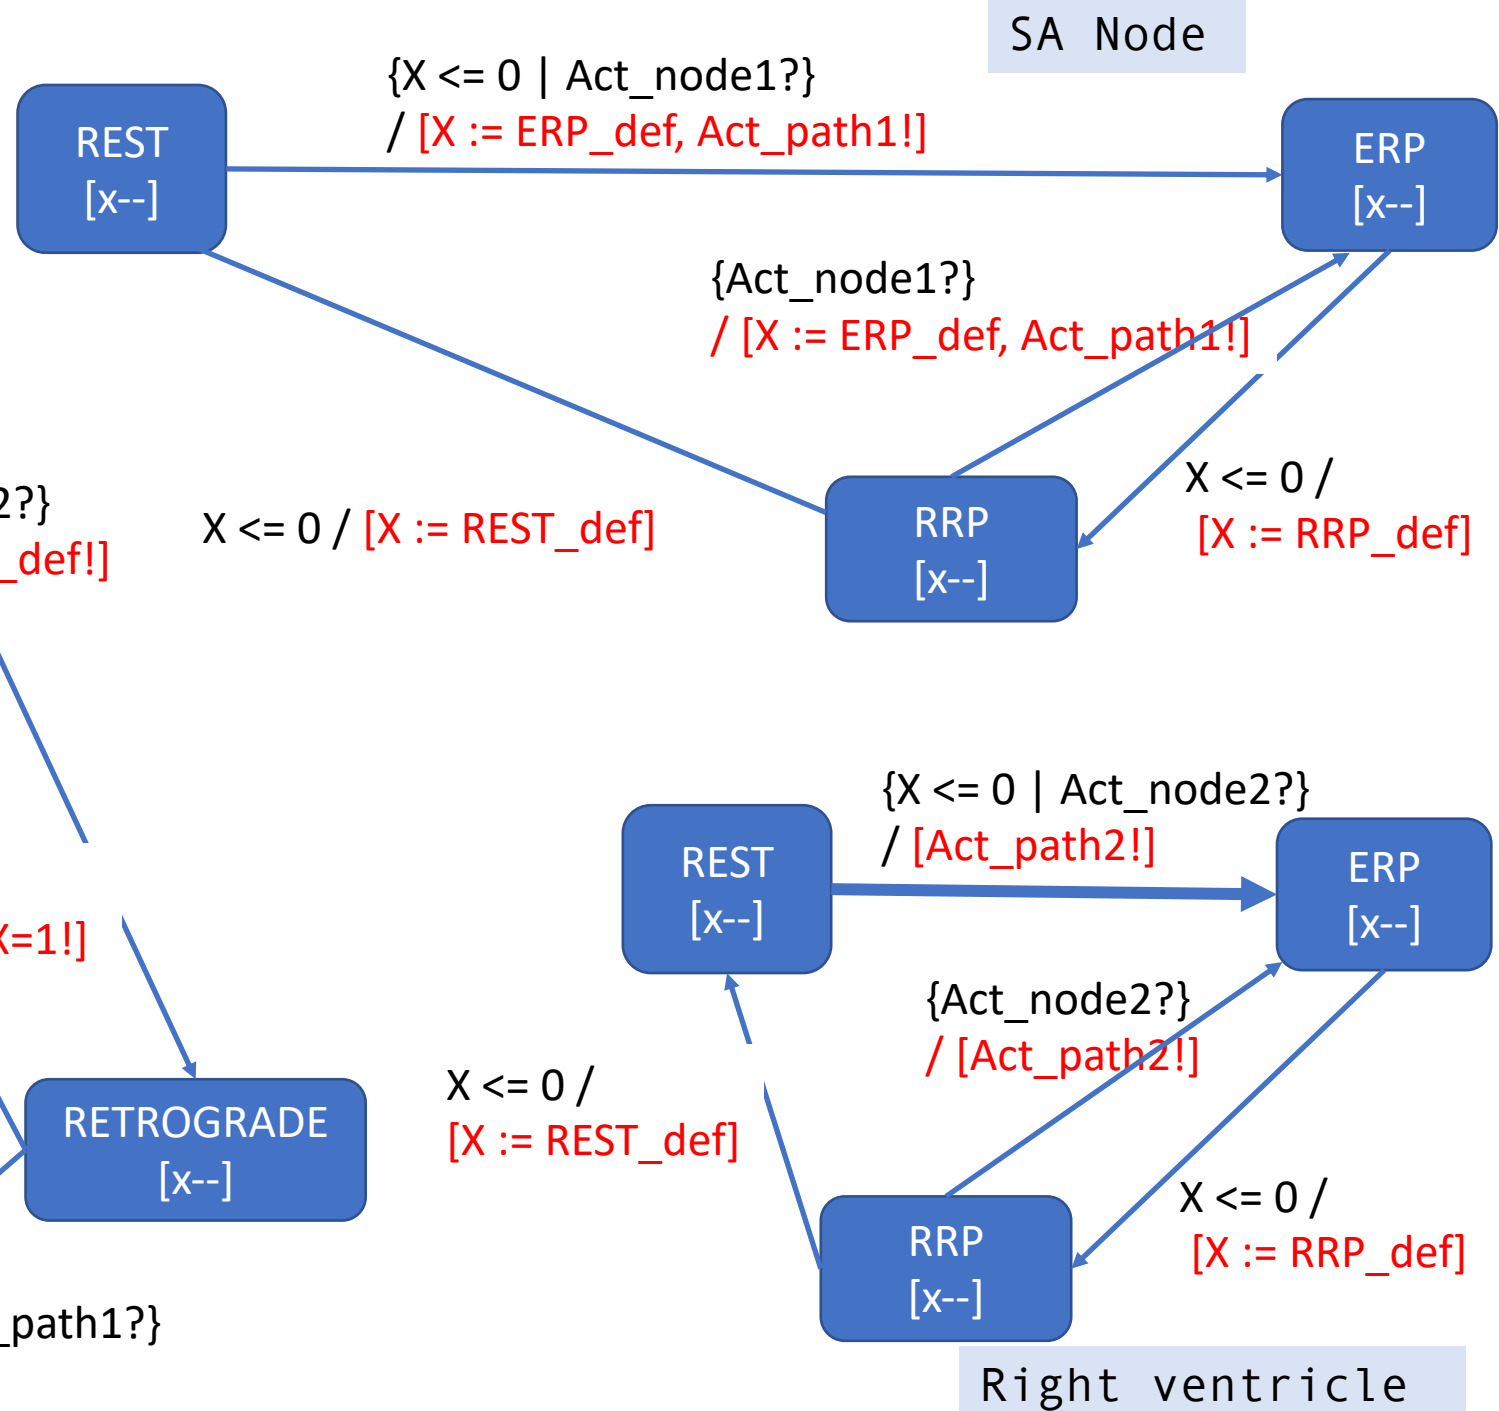 SA Node
{X <= 0 | Act_node1?}
/ [X := ERP_def, Act_path1!]
REST
[x--]
ERP
[x--]
{Act_node1?}
/ [X := ERP_def, Act_path1!]
X <= 0 /
[X := RRP_def]
2?}
_def!]
X <= 0 / [X := REST_def]
RRP
[x--]
{X <= 0 | Act_node2?}
/ [Act_path2!]
REST
[x--]
ERP
[x--]
X=1!]
{Act_node2?}
/ [Act_path2!]
X <= 0 /
[X := REST_def]
RETROGRADE
[x--]
X <= 0 /
[X := RRP_def]
RRP
[x--]
_path1?}
Right ventricle